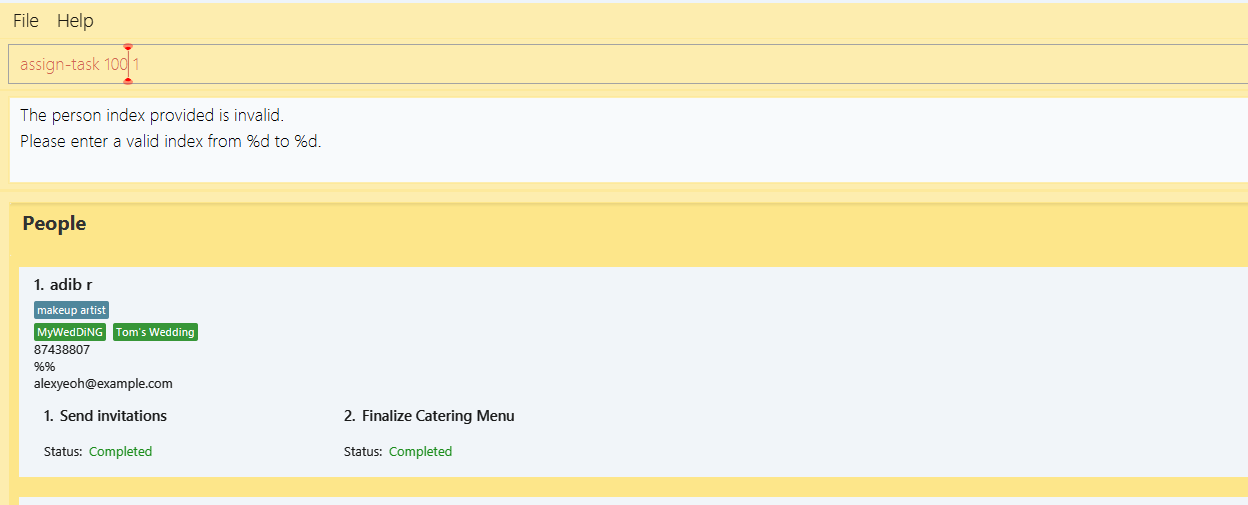 File Help
assign-task 100 1
The person index provided is invalid.
Please enter a valid index from %d to %d.
People
1. adib r
makeup artist
MyWedDiNG Tom's Wedding
87438807
%%
alexyeoh@example.com
1. Send invitations 2. Finalize Catering Menu
Status: Completed Status: Completed